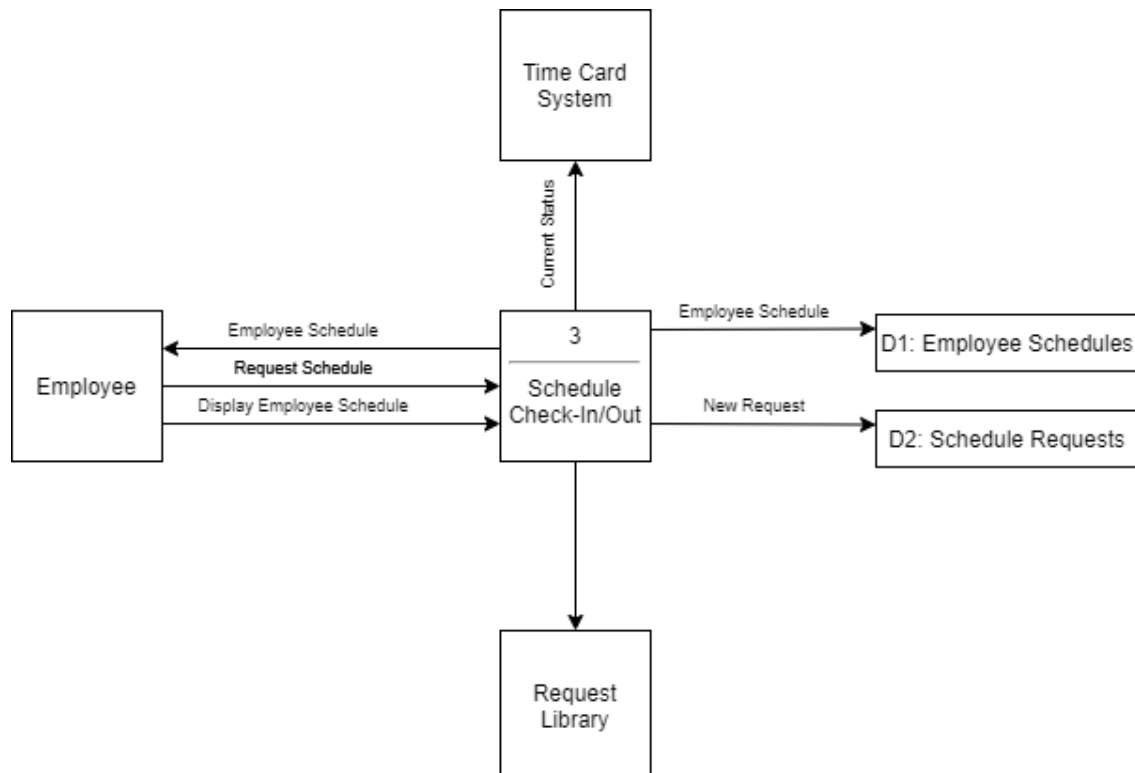 Time Card
System
Current Status
Employee Schedule
Request Schedule
Display Employee Schedule
Employee
3
Schedule
Check-In/Out
Employee Schedule
New Request
D1: Employee Schedules
D2: Schedule Requests
Request
Library